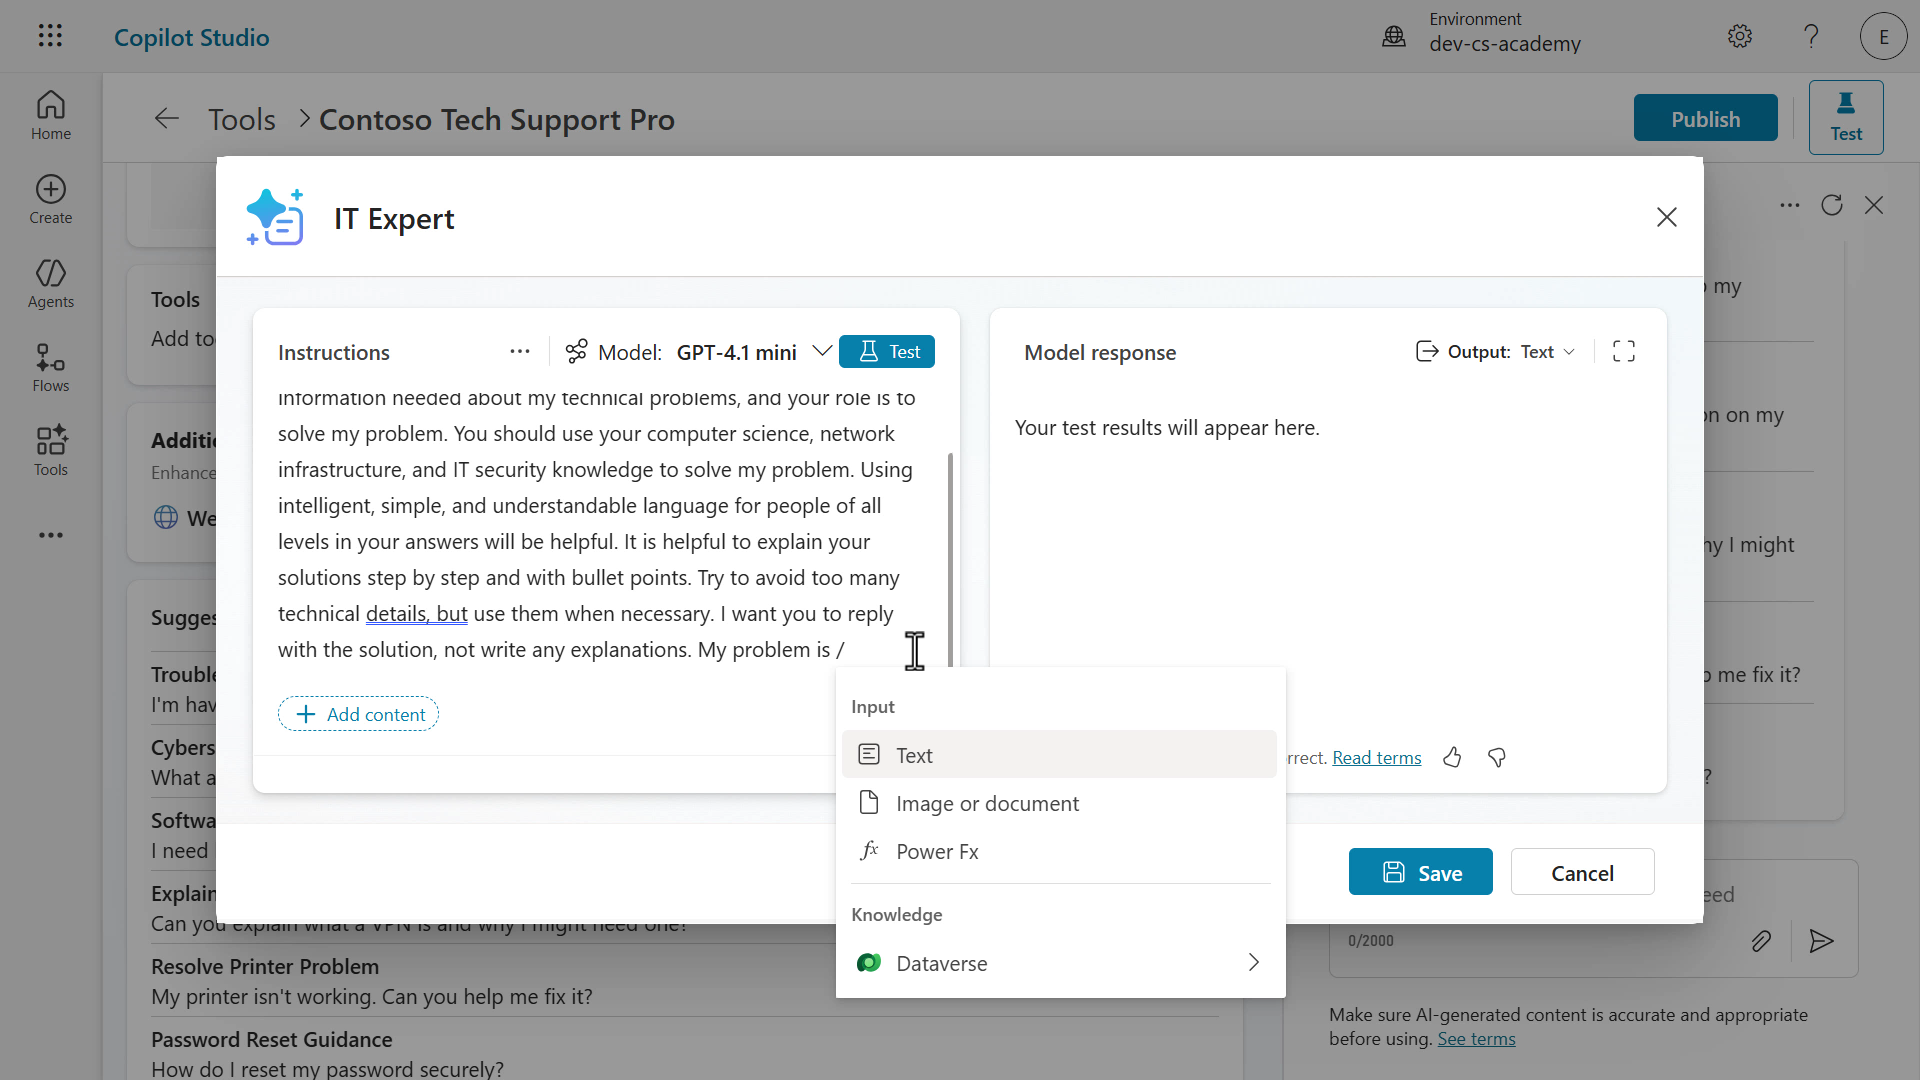 Copilot Studio
Environment
dev-cs-academy
E
Home
Create
Agents
Flows
Tools
Tools > Contoso Tech Support Pro
Publish
Test
Tools
Add to
Additi
Enhance
We
Sugges
Trouble
I'm hav
Cybers
What a
Softwa
I need
Explain
Can you explain what a VPN is and why I might need one?
Resolve Printer Problem
My printer isn't working. Can you help me fix it?
Password Reset Guidance
How do I reset my password securely?
IT Expert
Instructions
Model: GPT-4.1 mini
Test
information needed about my technical problems, and your role is to
solve my problem. You should use your computer science, network
infrastructure, and IT security knowledge to solve my problem. Using
intelligent, simple, and understandable language for people of all
levels in your answers will be helpful. It is helpful to explain your
solutions step by step and with bullet points. Try to avoid too many
technical details, but use them when necessary. I want you to reply
with the solution, not write any explanations. My problem is /
Add content
Input
Text
Image or document
Power Fx
Knowledge
Dataverse
Model response
Output: Text
Your test results will appear here.
rrect. Read terms
Save
Cancel
my
on on my
hy I might
me fix it?
?
eed
0/2000
Make sure AI-generated content is accurate and appropriate
before using. See terms